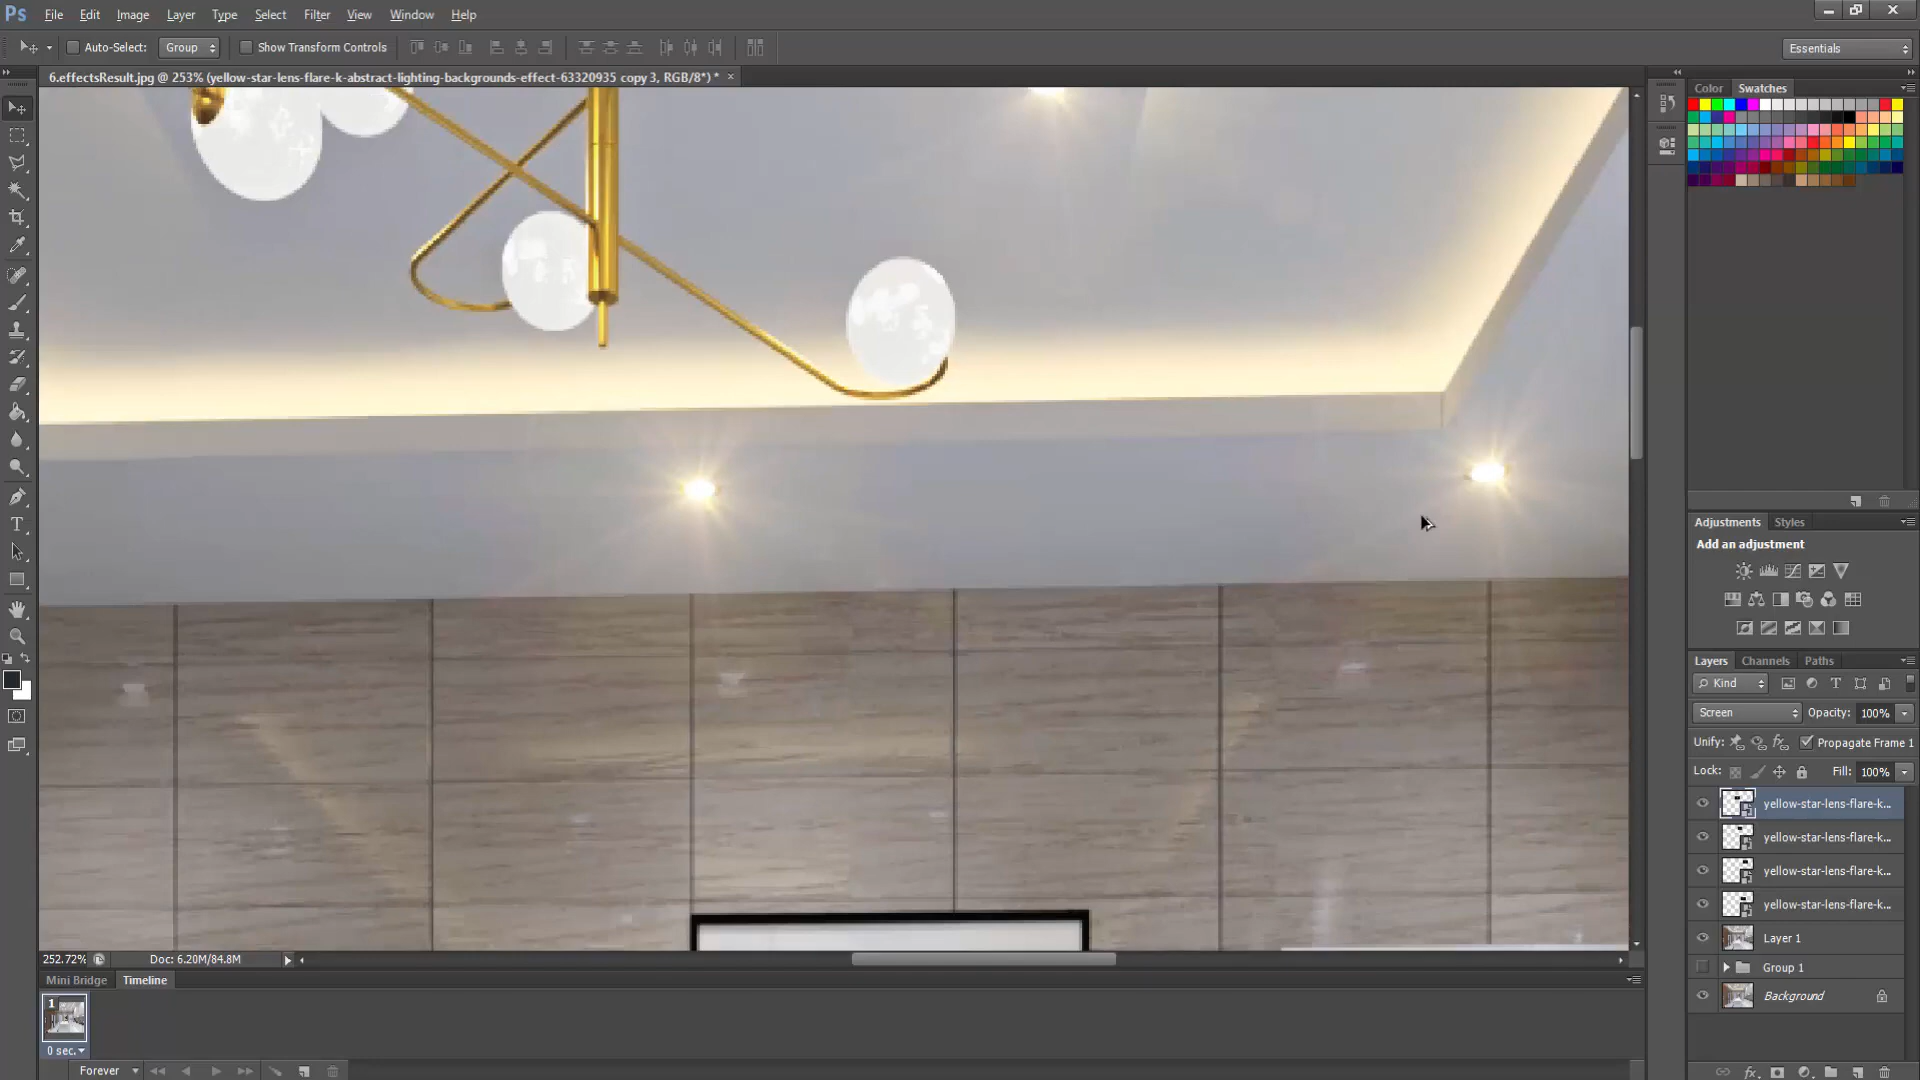 Ps File Edit Image Layer Type Select Filter View Window Help
Auto-Select: Group Show Transform Controls Essentials
6.effectsResult.jpg @ 253% (yellow-star-lens-flare-k-abstract-lighting-backgrounds-effect-63320935 copy 3, RGB/8*) * ×
Color Swatches
Adjustments Styles
Add an adjustment
Layers Channels Paths
Kind T
Screen Opacity: 100%
Unify: Propagate Frame 1
Lock: Fill: 100%
yellow-star-lens-flare-k...
yellow-star-lens-flare-k...
yellow-star-lens-flare-k...
yellow-star-lens-flare-k...
Layer 1
Group 1
Background
252.72% Doc: 6.20M/84.8M
Mini Bridge Timeline
1
0 sec.
Forever
fx